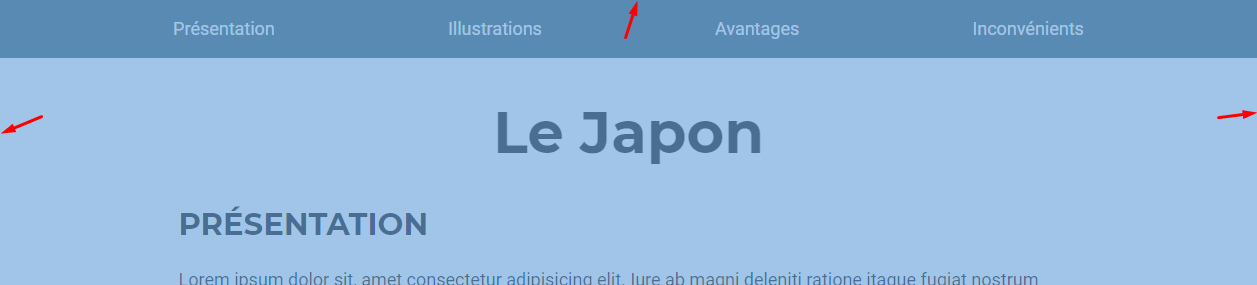 Présentation Illustrations Avantages Inconvénients
Le Japon
PRÉSENTATION
Lorem ipsum dolor sit, amet consectetur adipisicing elit. Iure ab magni deleniti ratione itaque fugiat nostrum